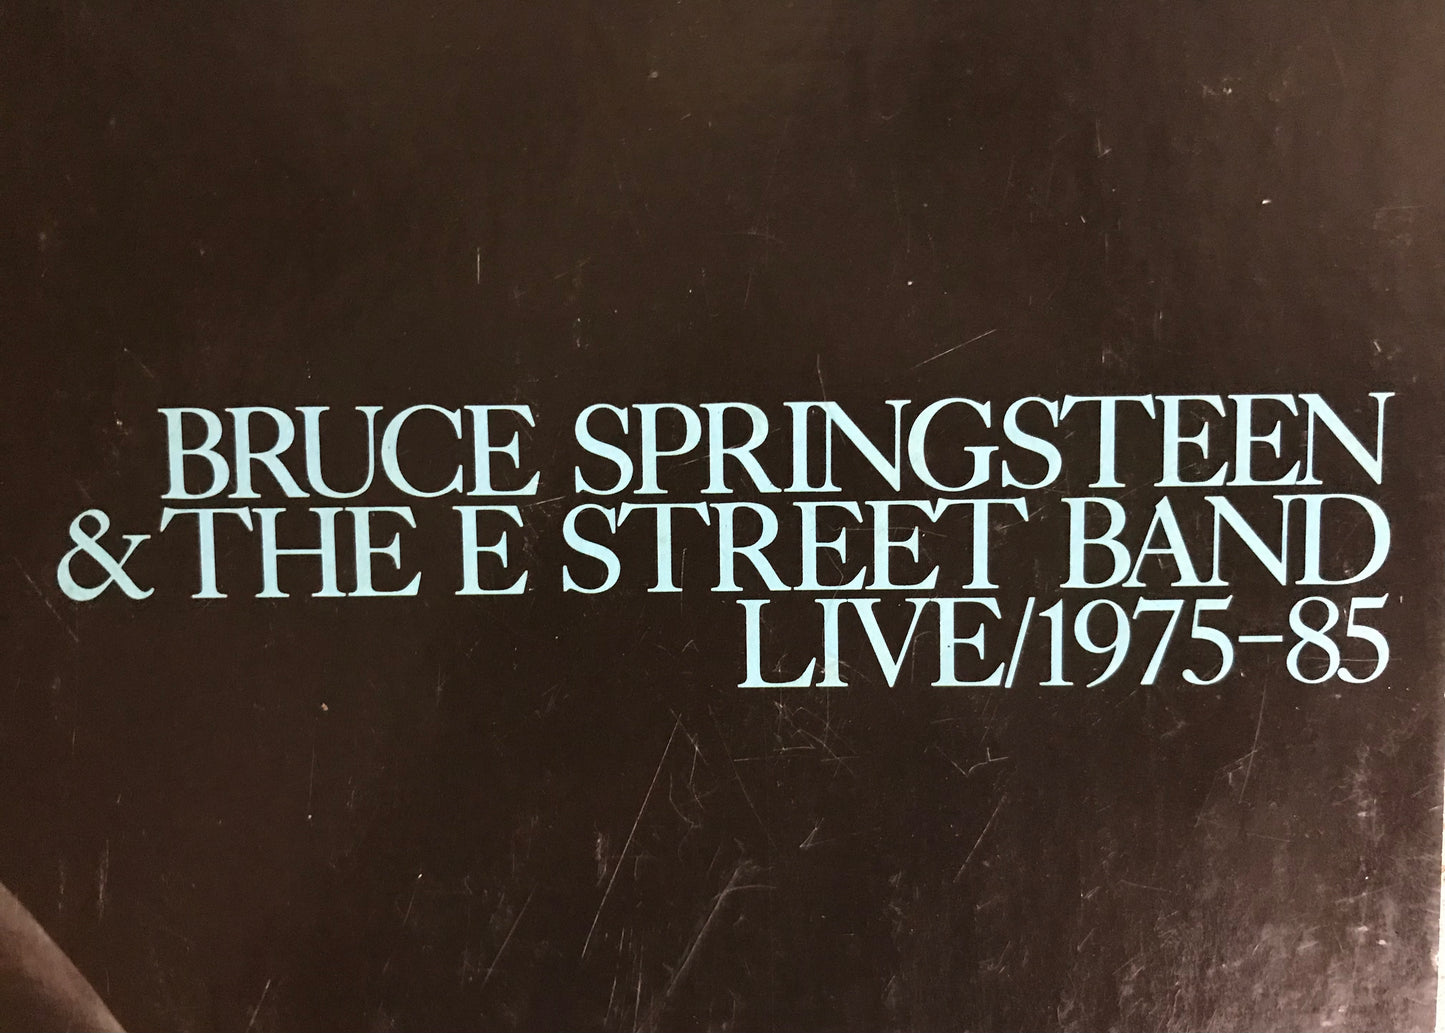 BRUCE SPRINGSTEEN
& THE E STREET BAND
LIVE/1975–85